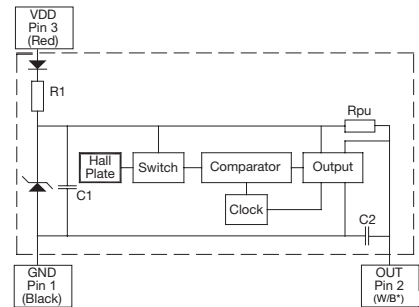 VDD
Pin 3
(Red)
R1
Rpu
Hall
Plate
Switch
Comparator
Output
C1
Clock
C2
GND
Pin 1
(Black)
OUT
Pin 2
(W/B*)